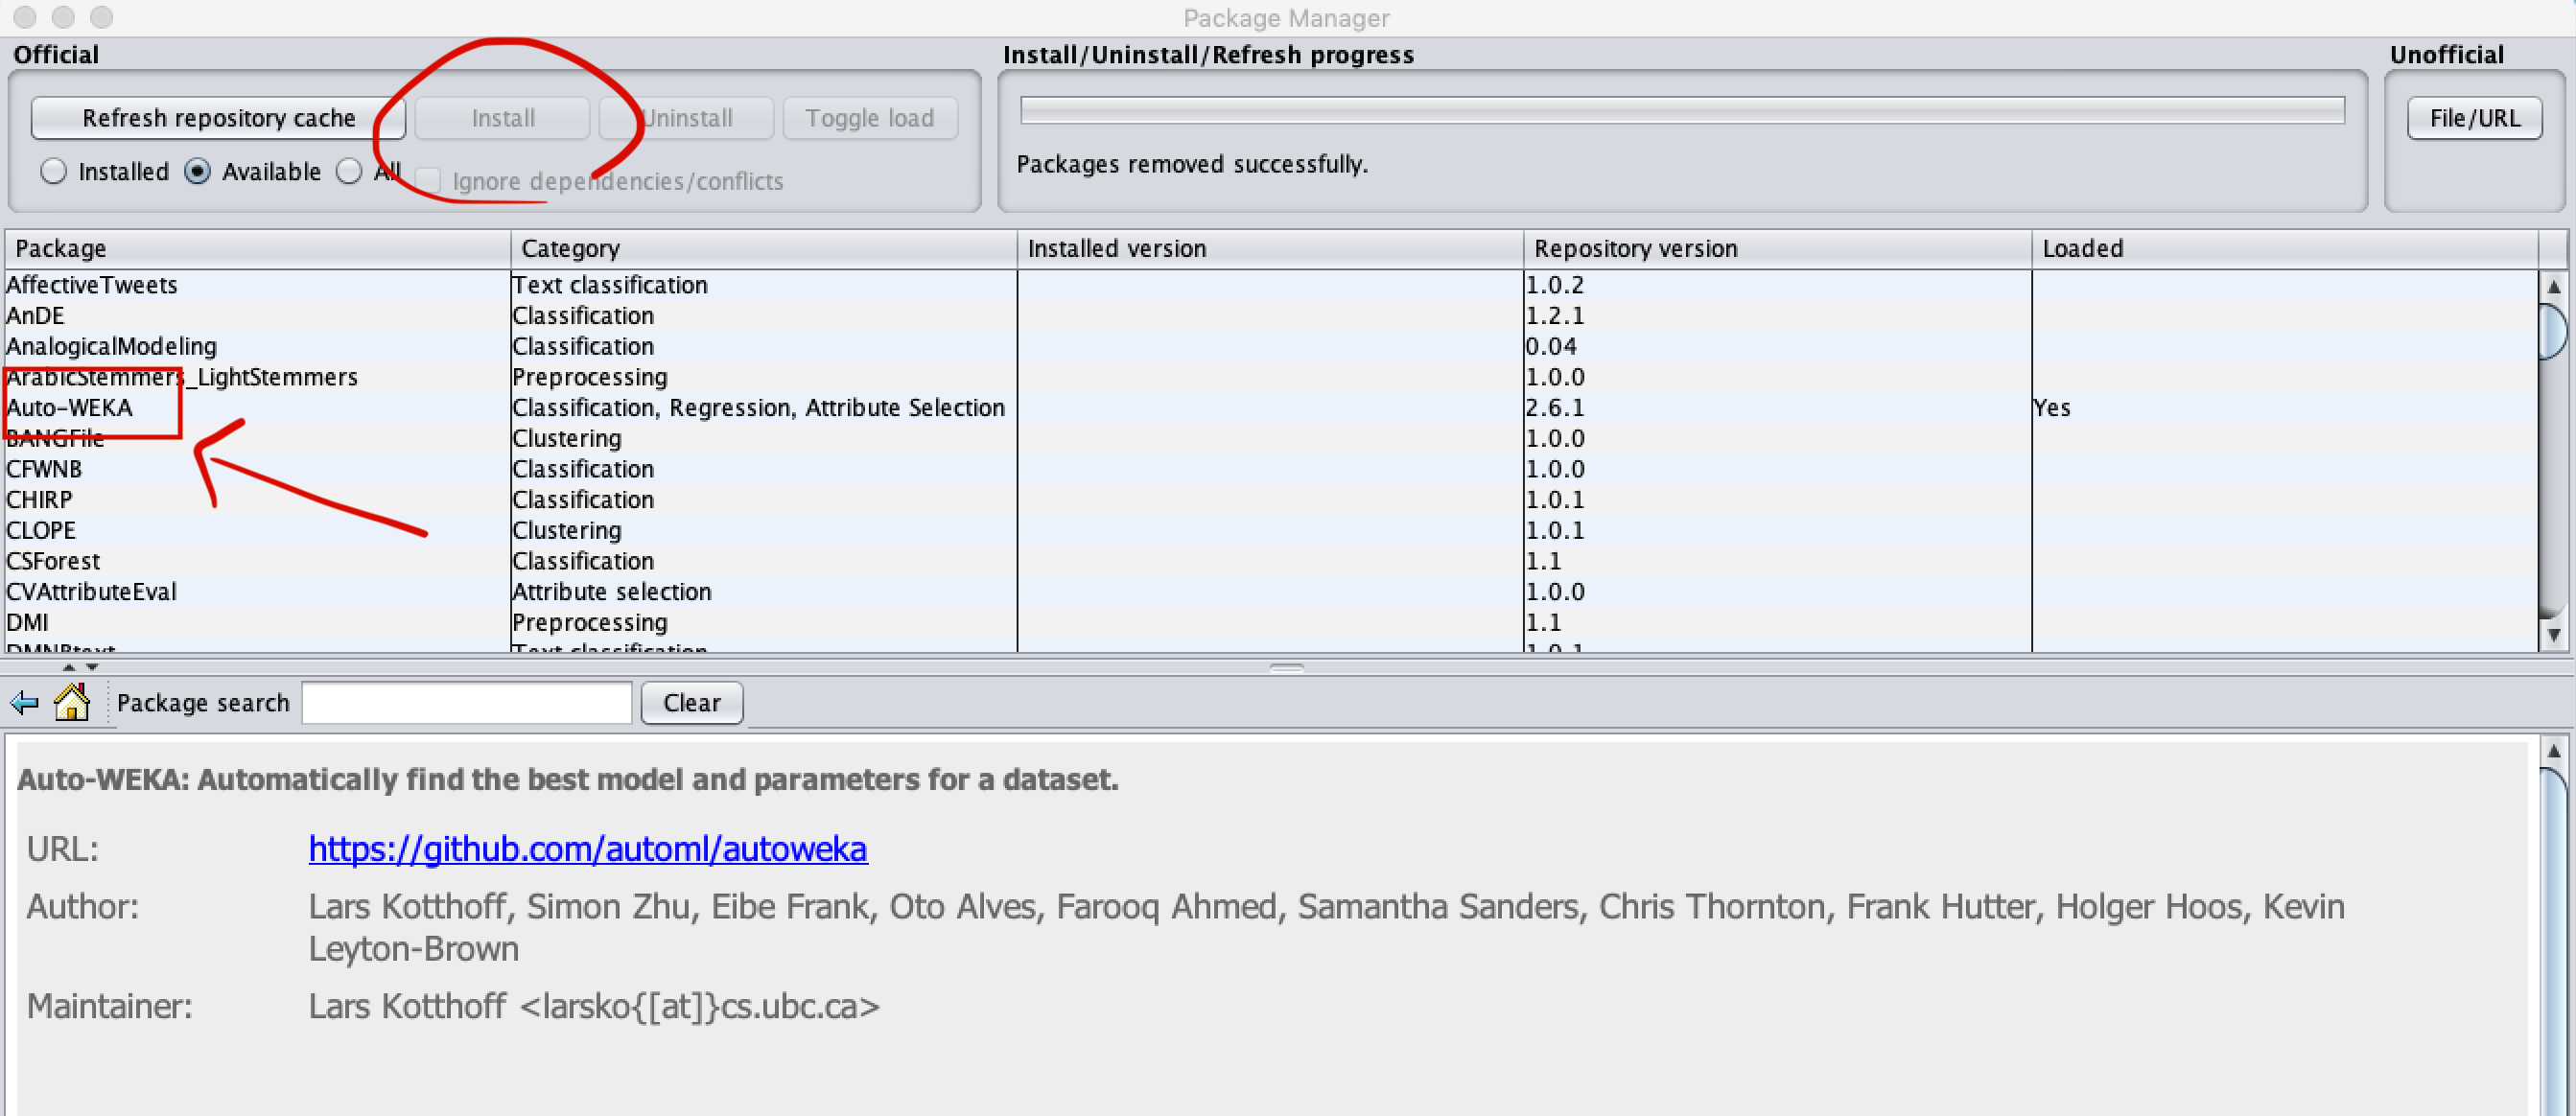 Package Manager
Official
Install/Uninstall/Refresh progress
Unofficial
Refresh repository cache
Install
Uninstall
Toggle load
File/URL
Installed
Available
All
Ignore dependencies/conflicts
Packages removed successfully.
Package Category Installed version Repository version Loaded
AffectiveTweets Text classification 1.0.2
AnDE Classification 1.2.1
AnalogicalModeling Classification 0.04
ArabicStemmers_LightStemmers Preprocessing 1.0.0
Auto-WEKA Classification, Regression, Attribute Selection 2.6.1 Yes
BANGFile Clustering 1.0.0
CFWNB Classification 1.0.0
CHIRP Classification 1.0.1
CLOPE Clustering 1.0.1
CSForest Classification 1.1
CVAttributeEval Attribute selection 1.0.0
DMI Preprocessing 1.1
DMNBtext Text classification 1.0.1
Package search
Clear
Auto-WEKA: Automatically find the best model and parameters for a dataset.
URL: https://github.com/automl/autoweka
Author: Lars Kotthoff, Simon Zhu, Eibe Frank, Oto Alves, Farooq Ahmed, Samantha Sanders, Chris Thornton, Frank Hutter, Holger Hoos, Kevin
Leyton-Brown
Maintainer: Lars Kotthoff <larsko{[at]}cs.ubc.ca>